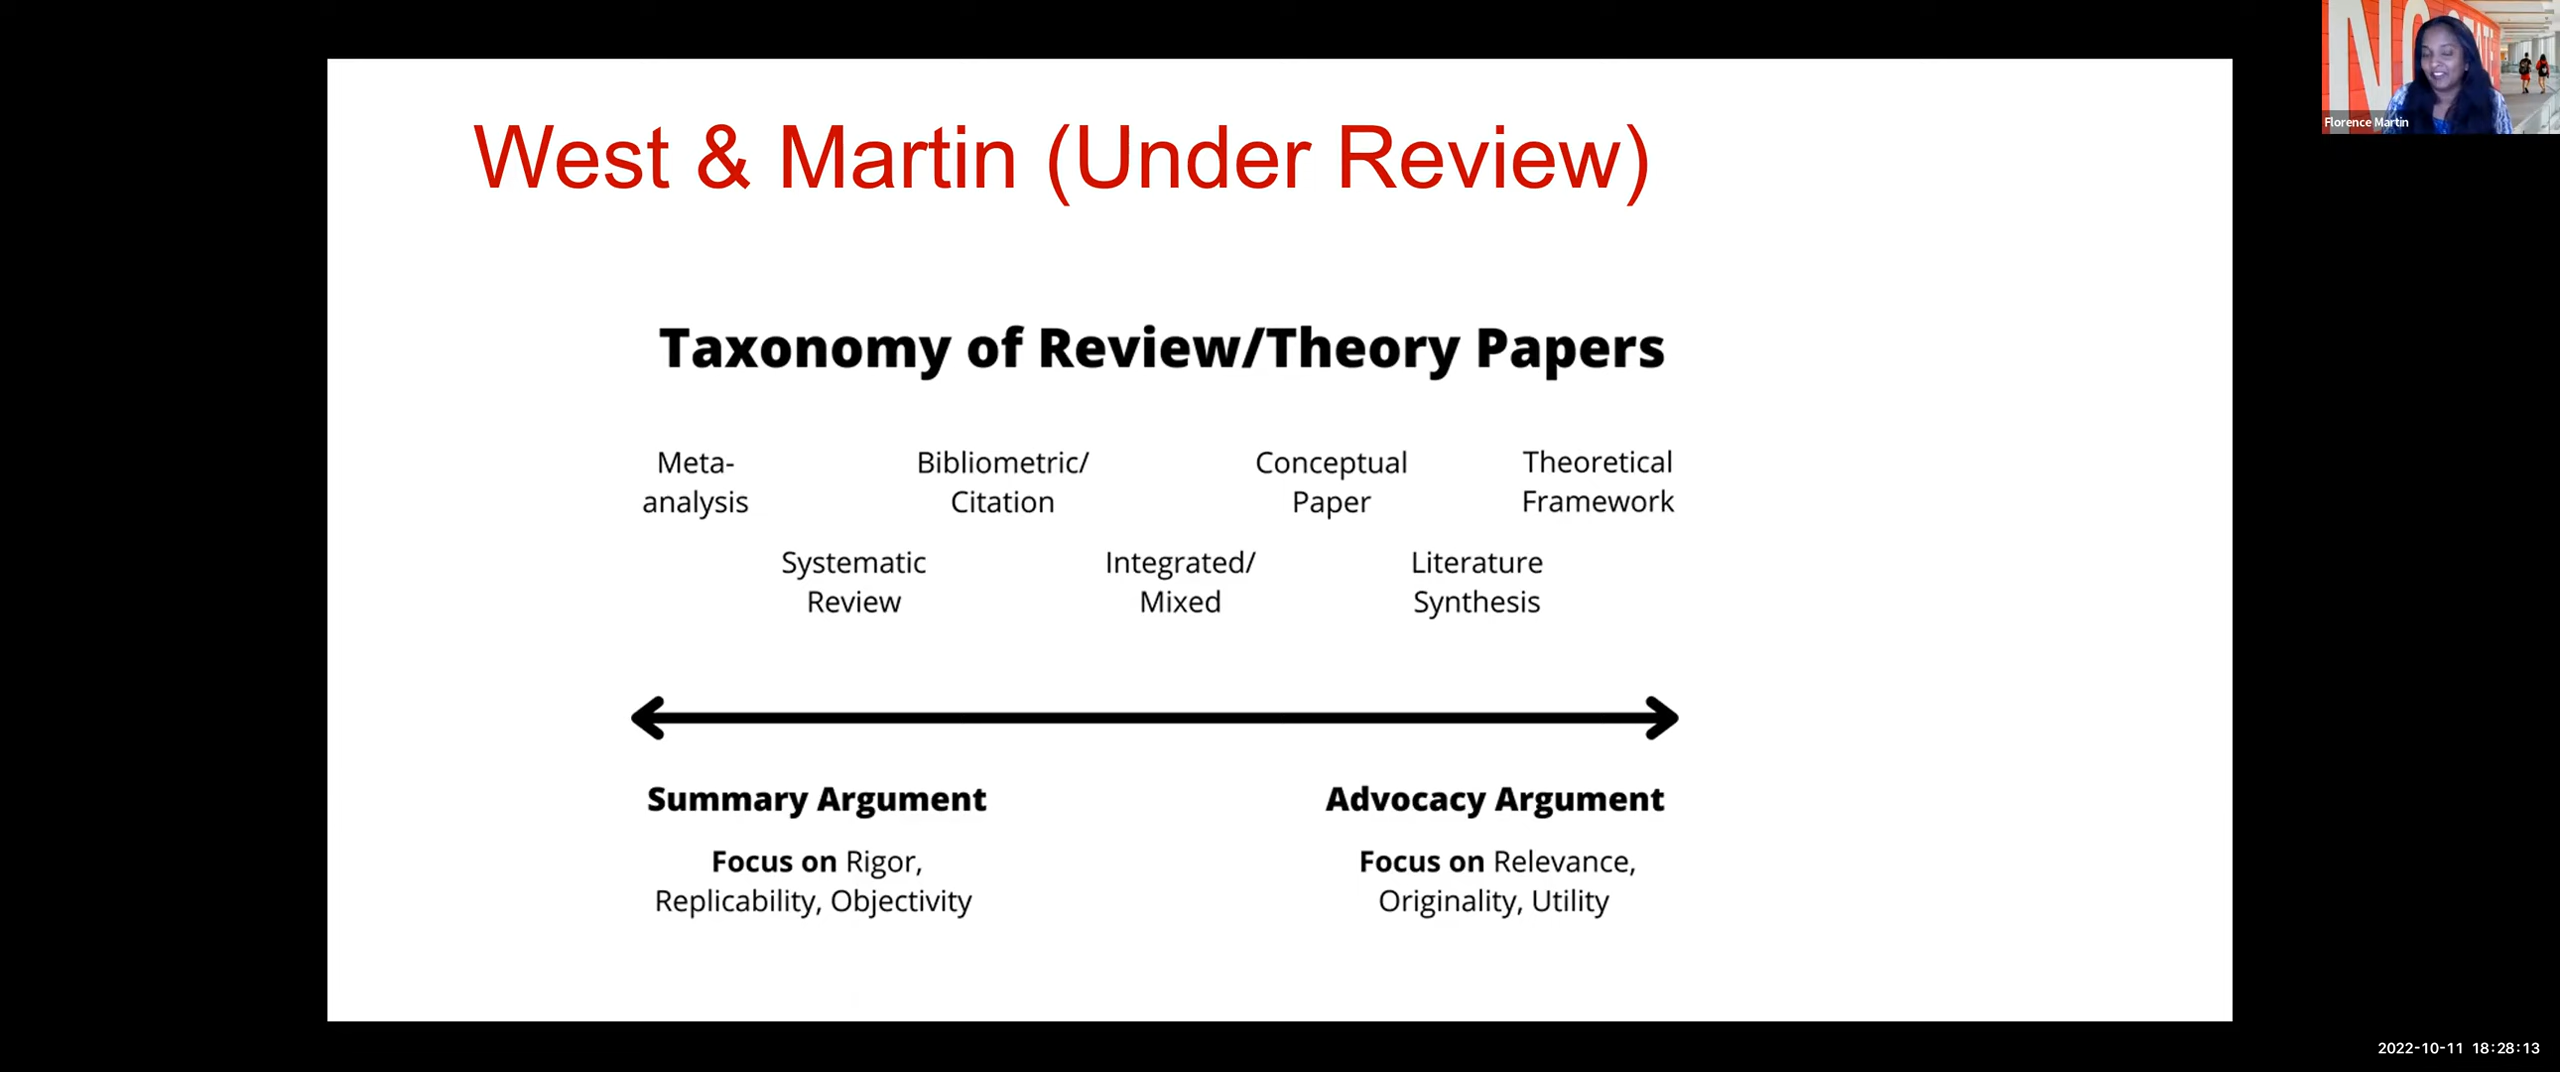 West & Martin (Under Review)
Taxonomy of Review/Theory Papers
Meta-
analysis
Bibliometric/
Citation
Conceptual
Paper
Theoretical
Framework
Systematic
Review
Integrated/
Mixed
Literature
Synthesis
Summary Argument
Focus on Rigor,
Replicability, Objectivity
Advocacy Argument
Focus on Relevance,
Originality, Utility
Florence Martin
2022-10-11 18:28:13